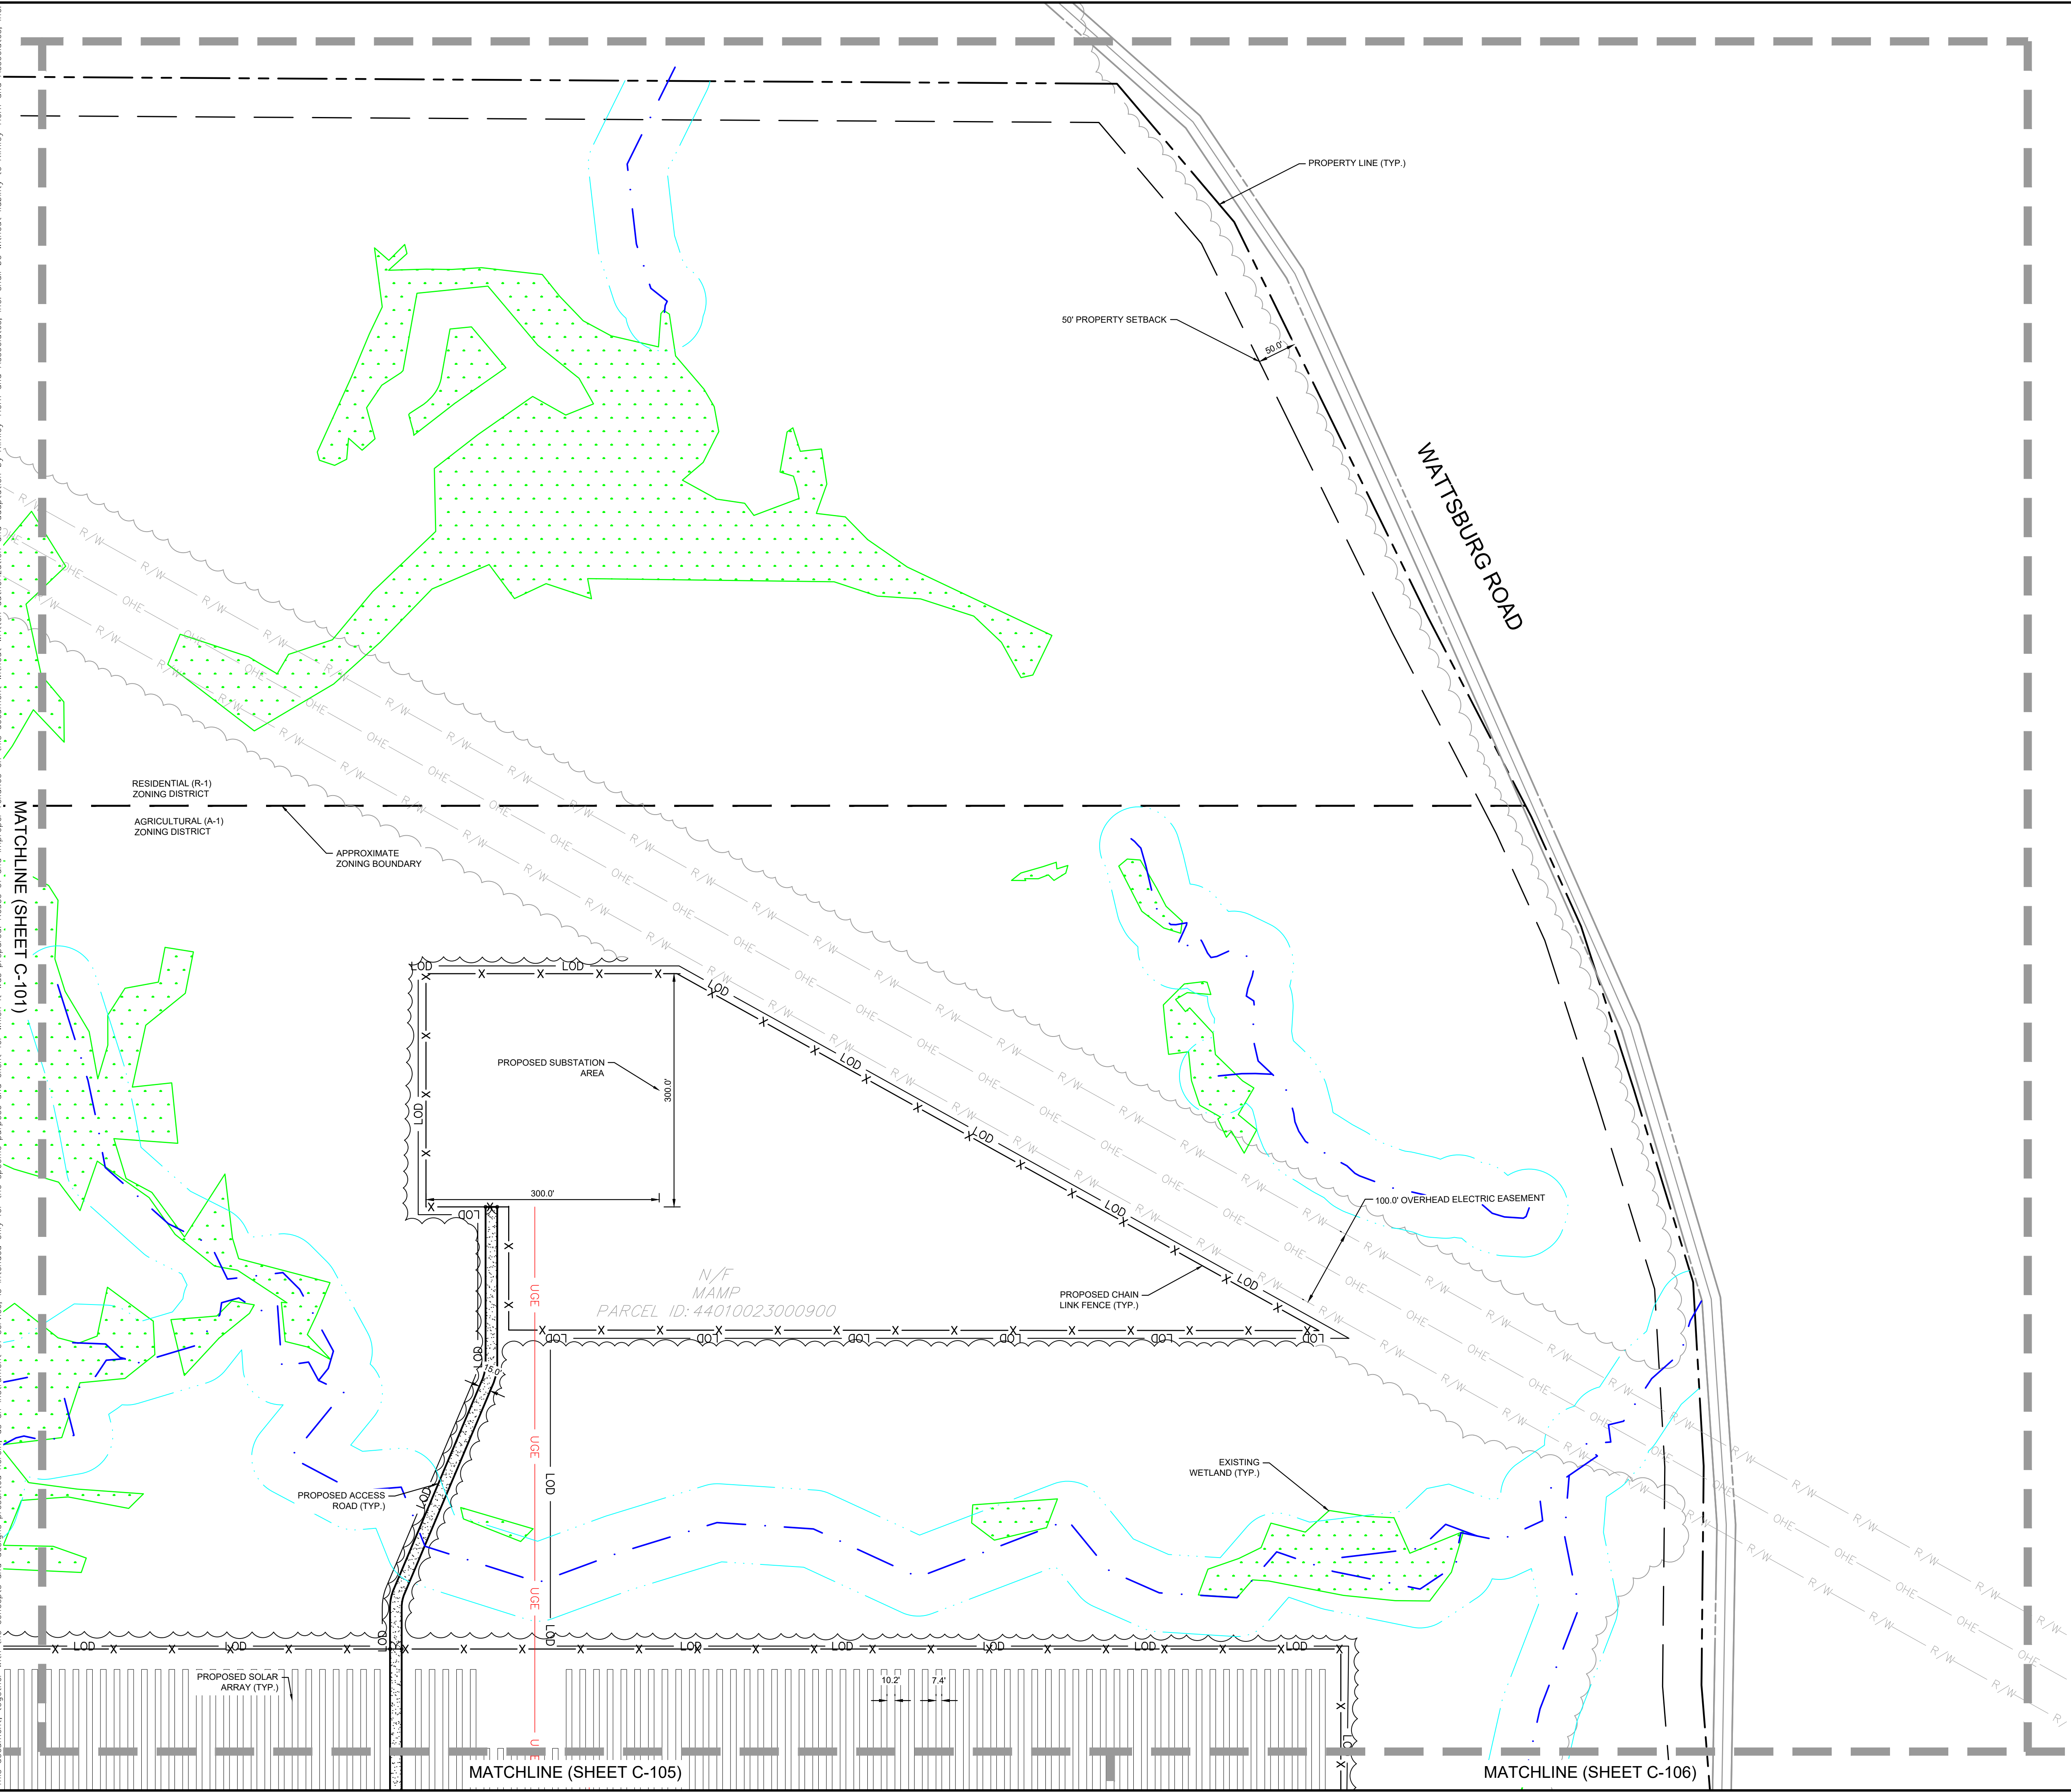 PROPERTY LINE (TYP.)
50' PROPERTY SETBACK
50.0'
WATTSBURG ROAD
RESIDENTIAL (R-1)
ZONING DISTRICT
AGRICULTURAL (A-1)
ZONING DISTRICT
APPROXIMATE
ZONING BOUNDARY
MATCHLINE (SHEET C-101)
R/W
OHE
LOD
X
PROPOSED SUBSTATION
AREA
300.0'
300.0'
100.0' OVERHEAD ELECTRIC EASEMENT
N/F
MAMP
PARCEL ID: 44010023000900
PROPOSED CHAIN
LINK FENCE (TYP.)
UGE
15.0'
EXISTING
WETLAND (TYP.)
PROPOSED ACCESS
ROAD (TYP.)
PROPOSED SOLAR
ARRAY (TYP.)
10.2'
7.4'
MATCHLINE (SHEET C-105)
MATCHLINE (SHEET C-106)